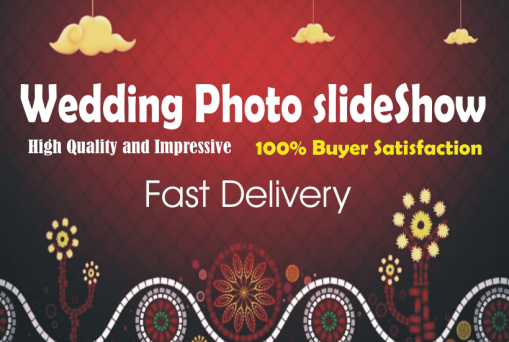 Wedding Photo slideShow
High Quality and Impressive 100% Buyer Satisfaction
Fast Delivery